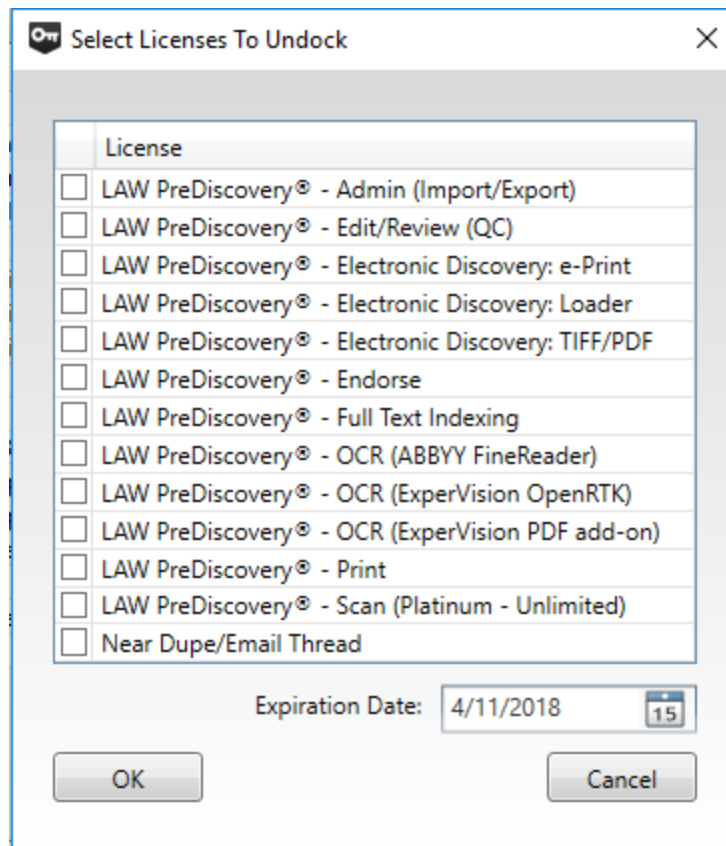 Select Licenses To Undock
License
LAW PreDiscovery® - Admin (Import/Export)
LAW PreDiscovery® - Edit/Review (QC)
LAW PreDiscovery® - Electronic Discovery: e-Print
LAW PreDiscovery® - Electronic Discovery: Loader
LAW PreDiscovery® - Electronic Discovery: TIFF/PDF
LAW PreDiscovery® - Endorse
LAW PreDiscovery® - Full Text Indexing
LAW PreDiscovery® - OCR (ABBYY FineReader)
LAW PreDiscovery® - OCR (ExperVision OpenRTK)
LAW PreDiscovery® - OCR (ExperVision PDF add-on)
LAW PreDiscovery® - Print
LAW PreDiscovery® - Scan (Platinum - Unlimited)
Near Dupe/Email Thread
Expiration Date: 4/11/2018 15
OK Cancel